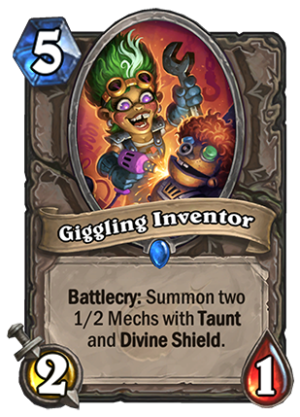 5
Giggling Inventor
Battlecry: Summon two
1/2 Mechs with Taunt
and Divine Shield.
2
1